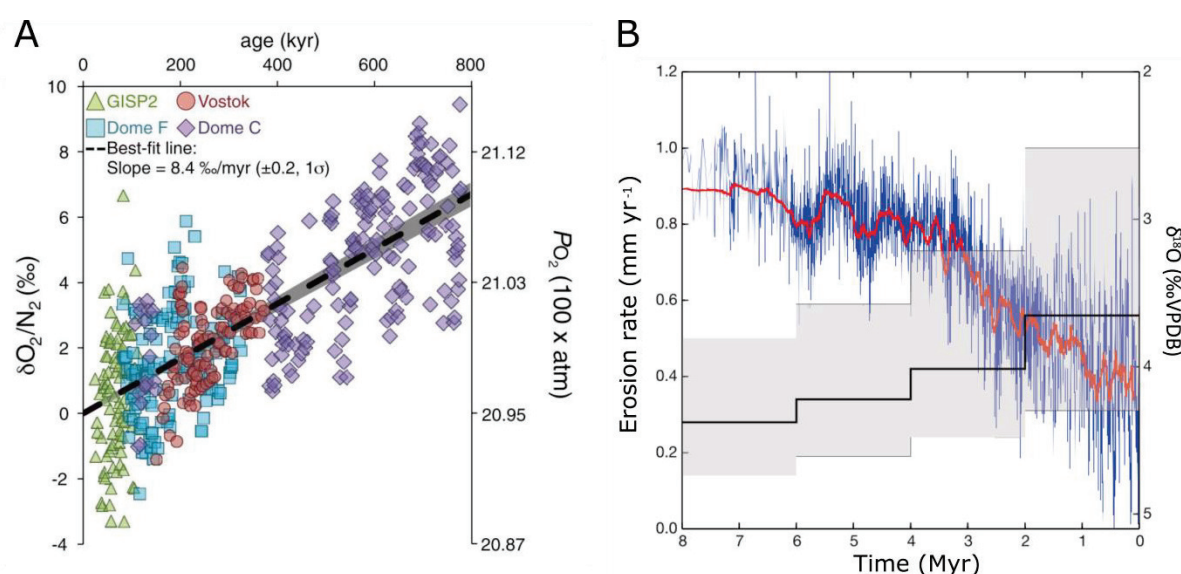 A
age (kyr)
0 200 400 600 800
10
8
6
4
2
0
-2
-4
δO₂/N₂ (‰)
GISP2 Vostok
Dome F Dome C
Best-fit line:
Slope = 8.4 ‰/myr (±0.2, 1σ)
21.12
21.03
20.95
20.87
PO₂ (100 x atm)
B
1.2
1.0
0.8
0.6
0.4
0.2
0.0
Erosion rate (mm yr⁻¹)
2
3
4
5
δ¹⁸O (‰VPDB)
8 7 6 5 4 3 2 1 0
Time (Myr)